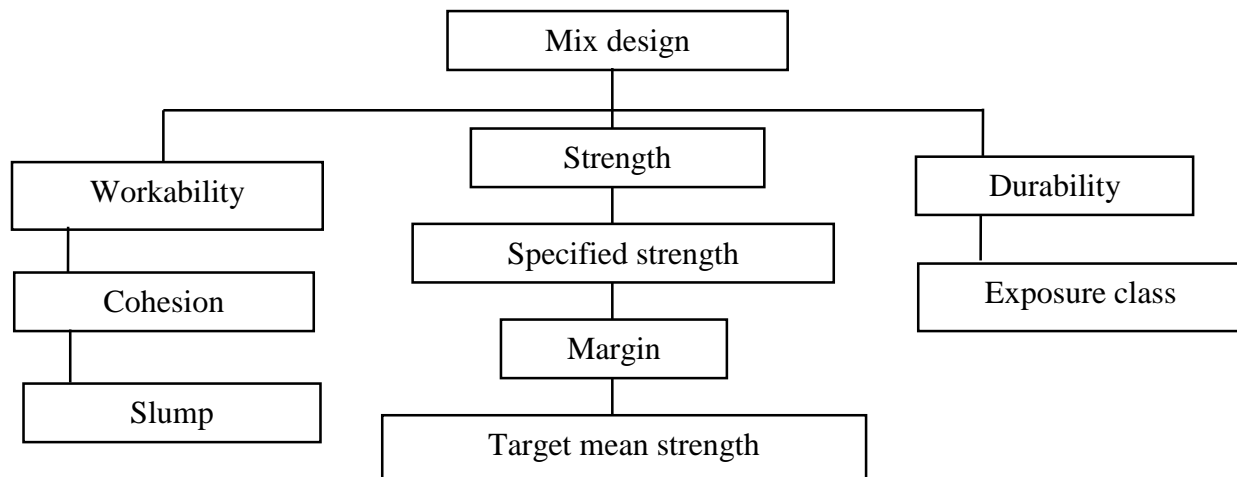 Mix design
Strength
Workability
Durability
Specified strength
Cohesion
Exposure class
Margin
Slump
Target mean strength